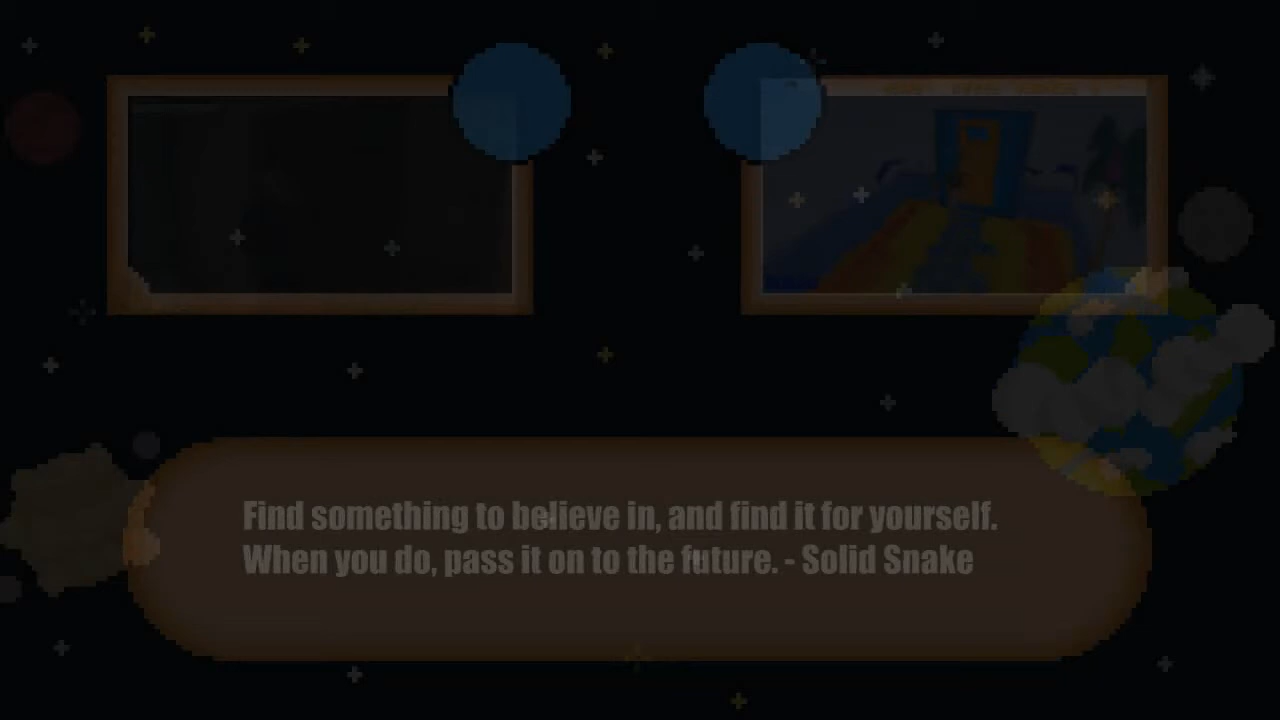 Find something to believe in, and find it for yourself.
When you do, pass it on to the future. - Solid Snake